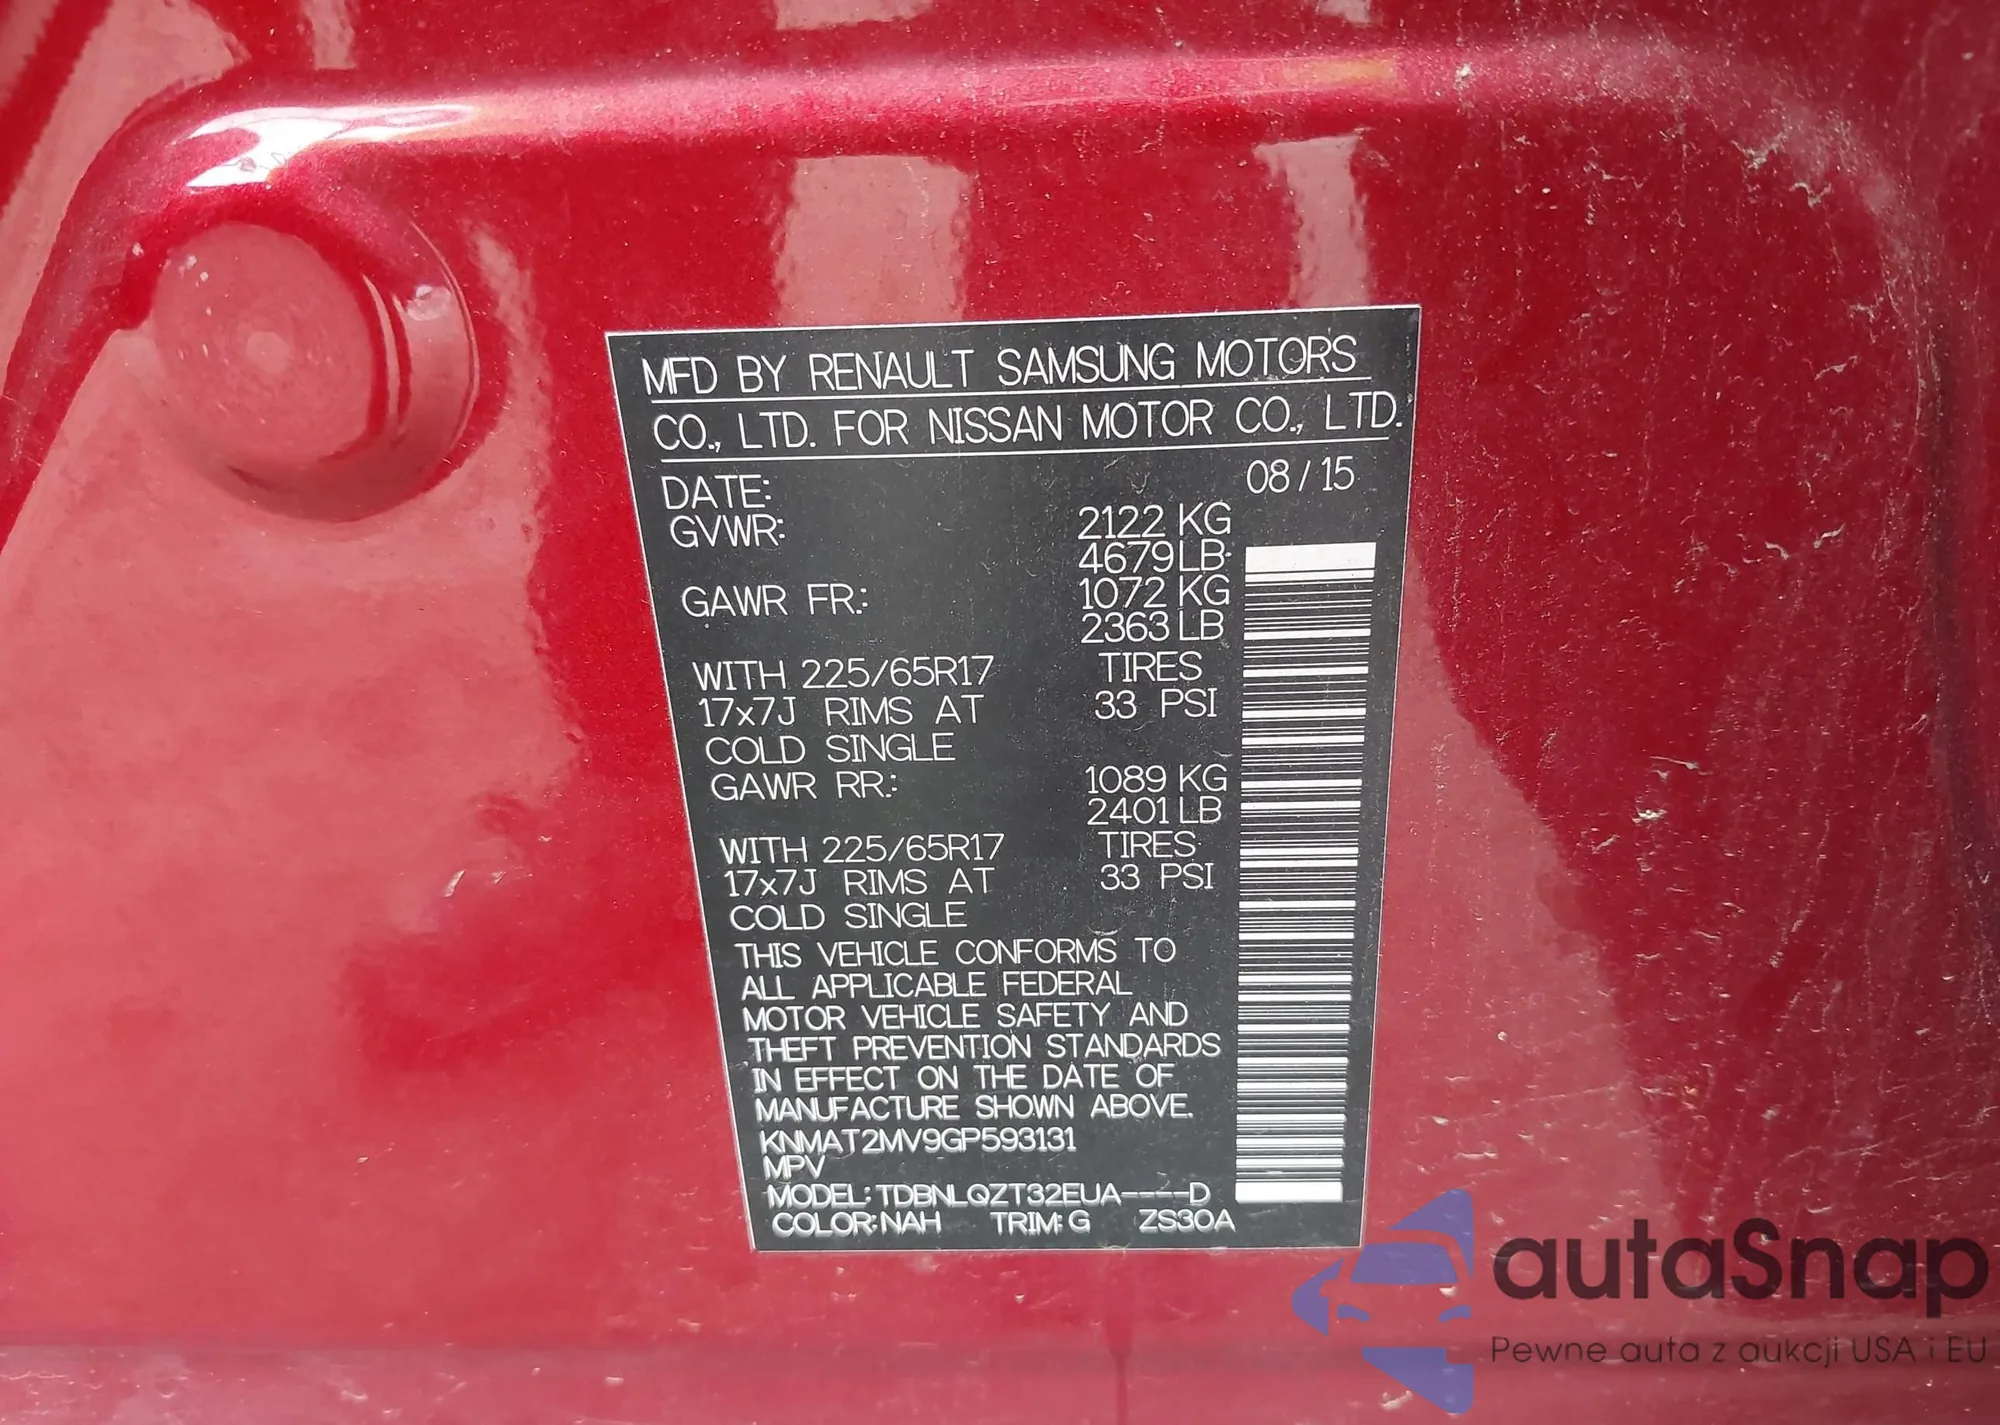 MFD BY RENAULT SAMSUNG MOTORS
CO., LTD. FOR NISSAN MOTOR CO., LTD.
DATE: 08 / 15
GVWR: 2122 KG
4679 LB
GAWR FR.: 1072 KG
2363 LB
WITH 225/65R17 TIRES
17x7J RIMS AT 33 PSI
COLD SINGLE
GAWR RR.: 1089 KG
2401 LB
WITH 225/65R17 TIRES
17x7J RIMS AT 33 PSI
COLD SINGLE
THIS VEHICLE CONFORMS TO
ALL APPLICABLE FEDERAL
MOTOR VEHICLE SAFETY AND
THEFT PREVENTION STANDARDS
IN EFFECT ON THE DATE OF
MANUFACTURE SHOWN ABOVE.
KNMAT2MV9GP593131
MPV
MODEL: TDBNLQZT32EUA----D
COLOR: NAH TRIM: G ZS30A
autaSnap
Pewne auta z aukcji USA i EU